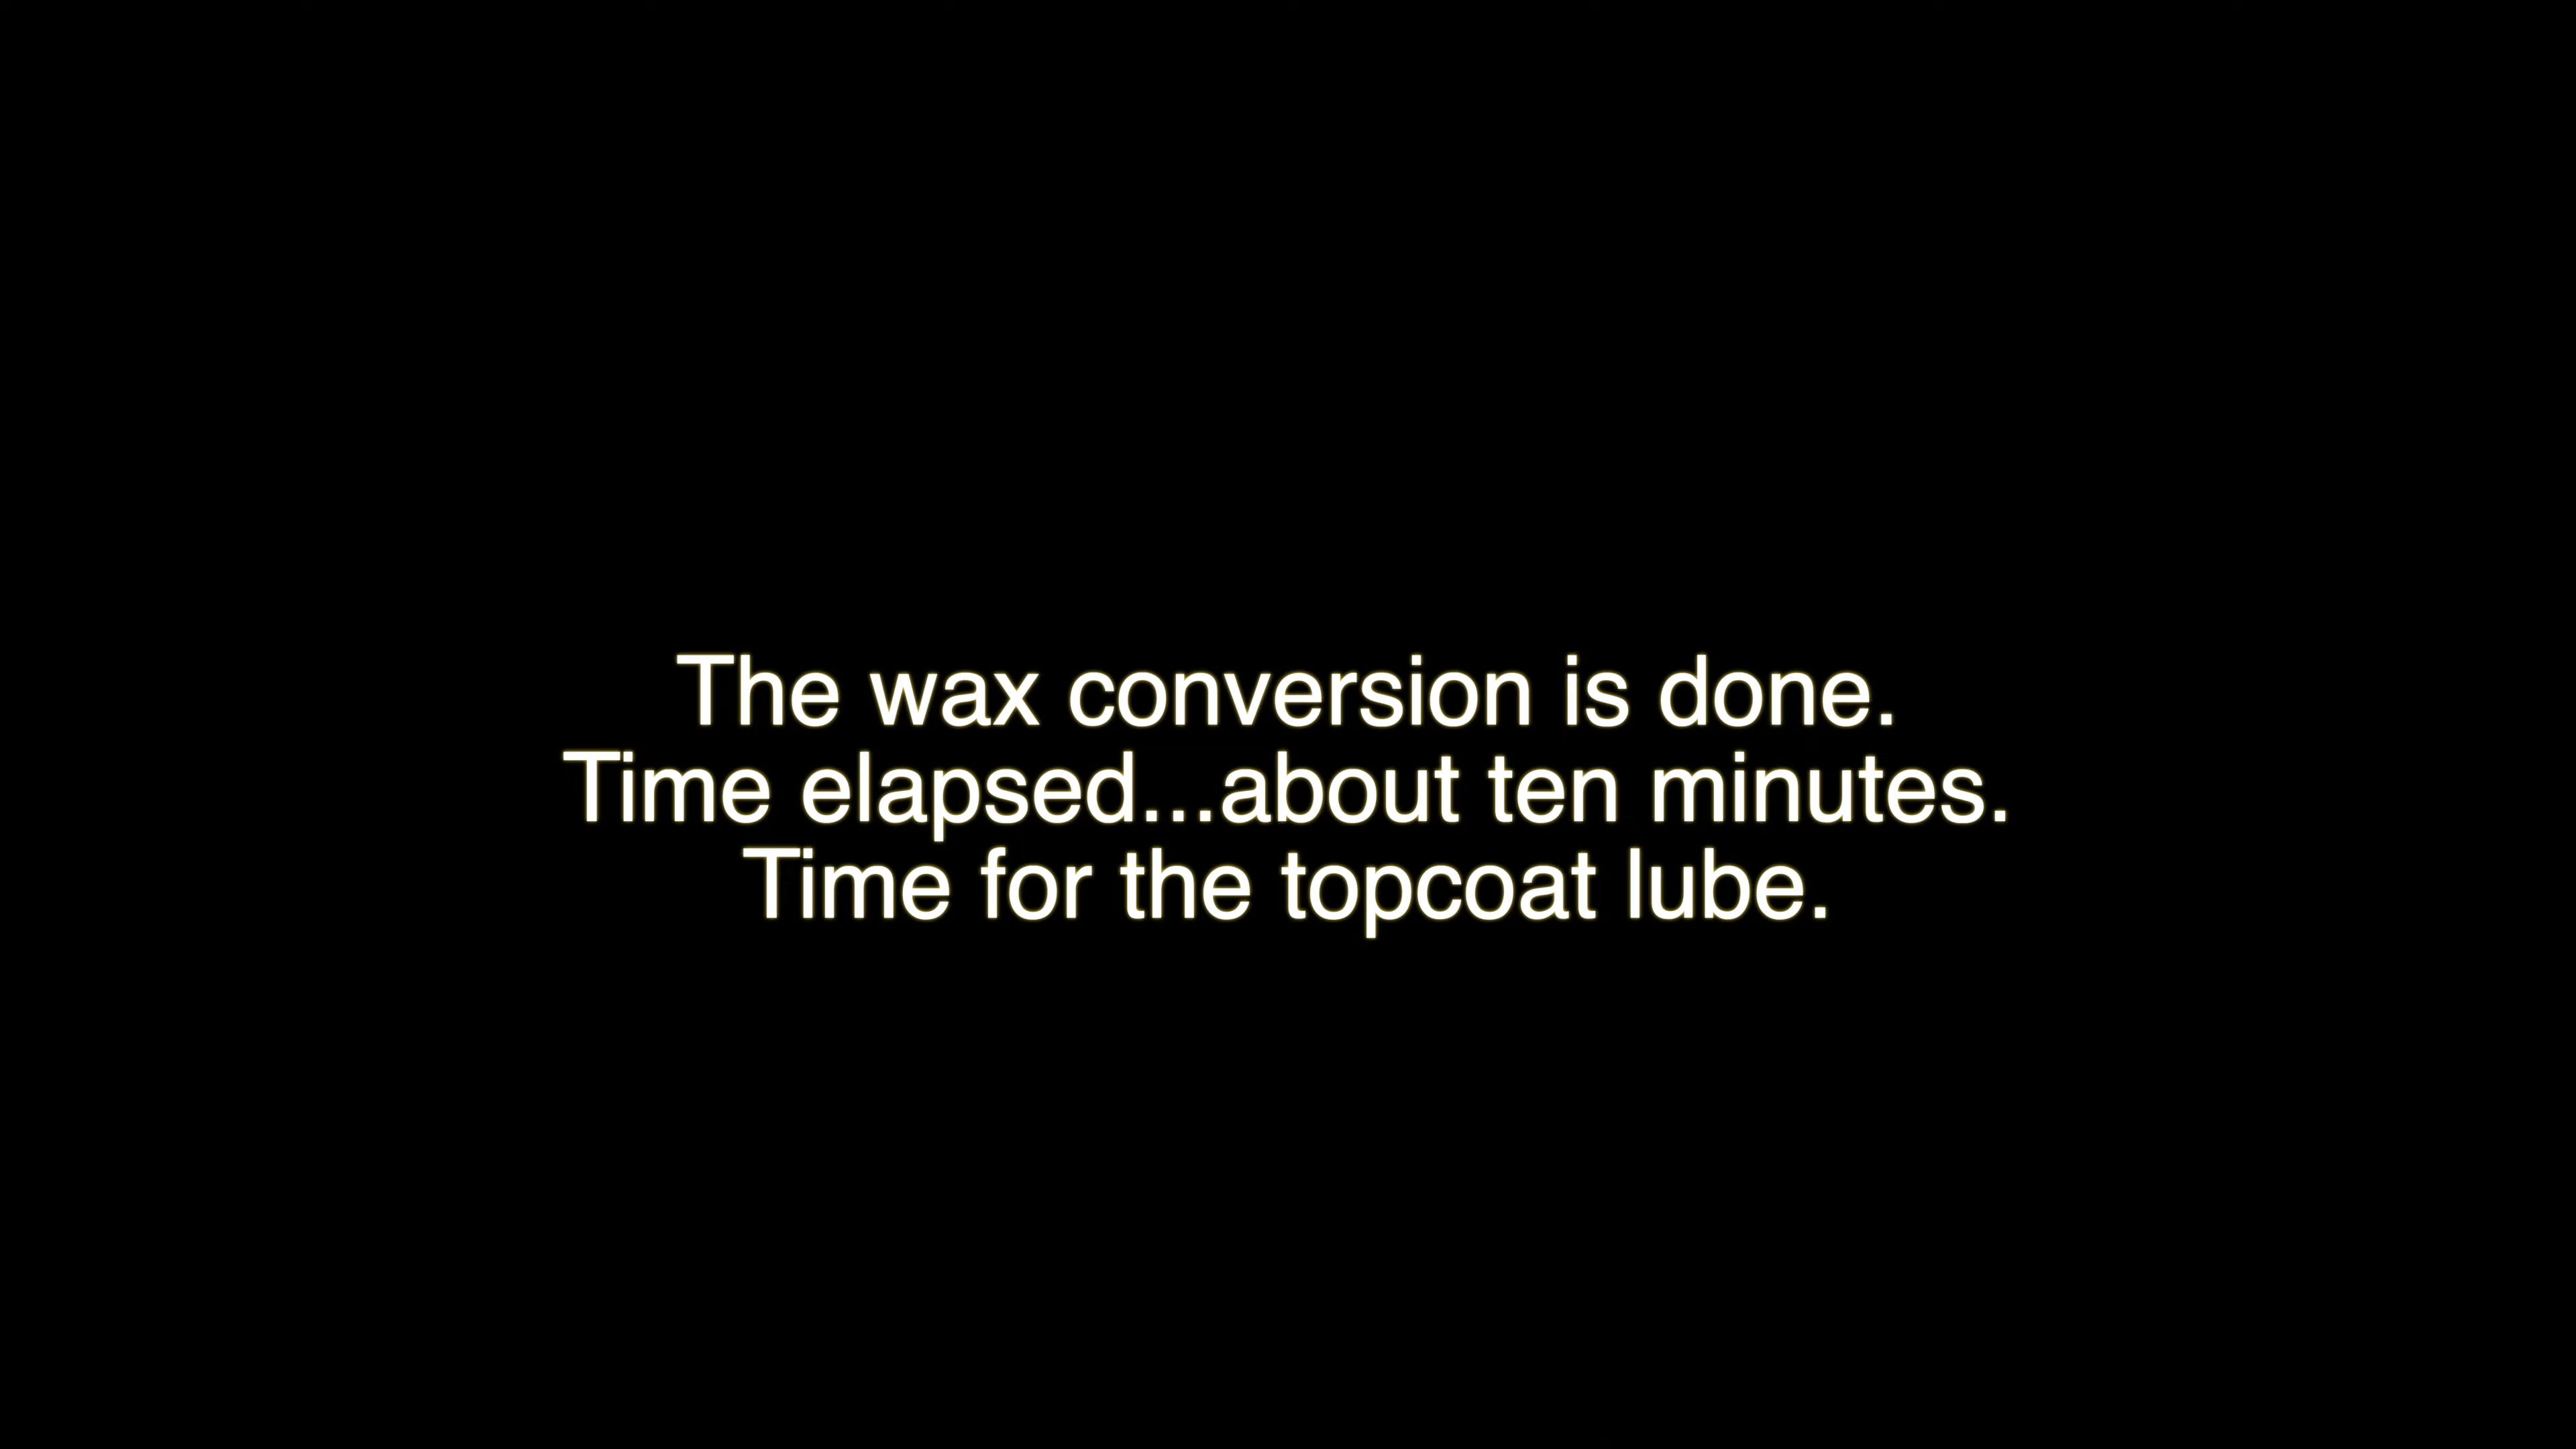 The wax conversion is done.
Time elapsed...about ten minutes.
Time for the topcoat lube.